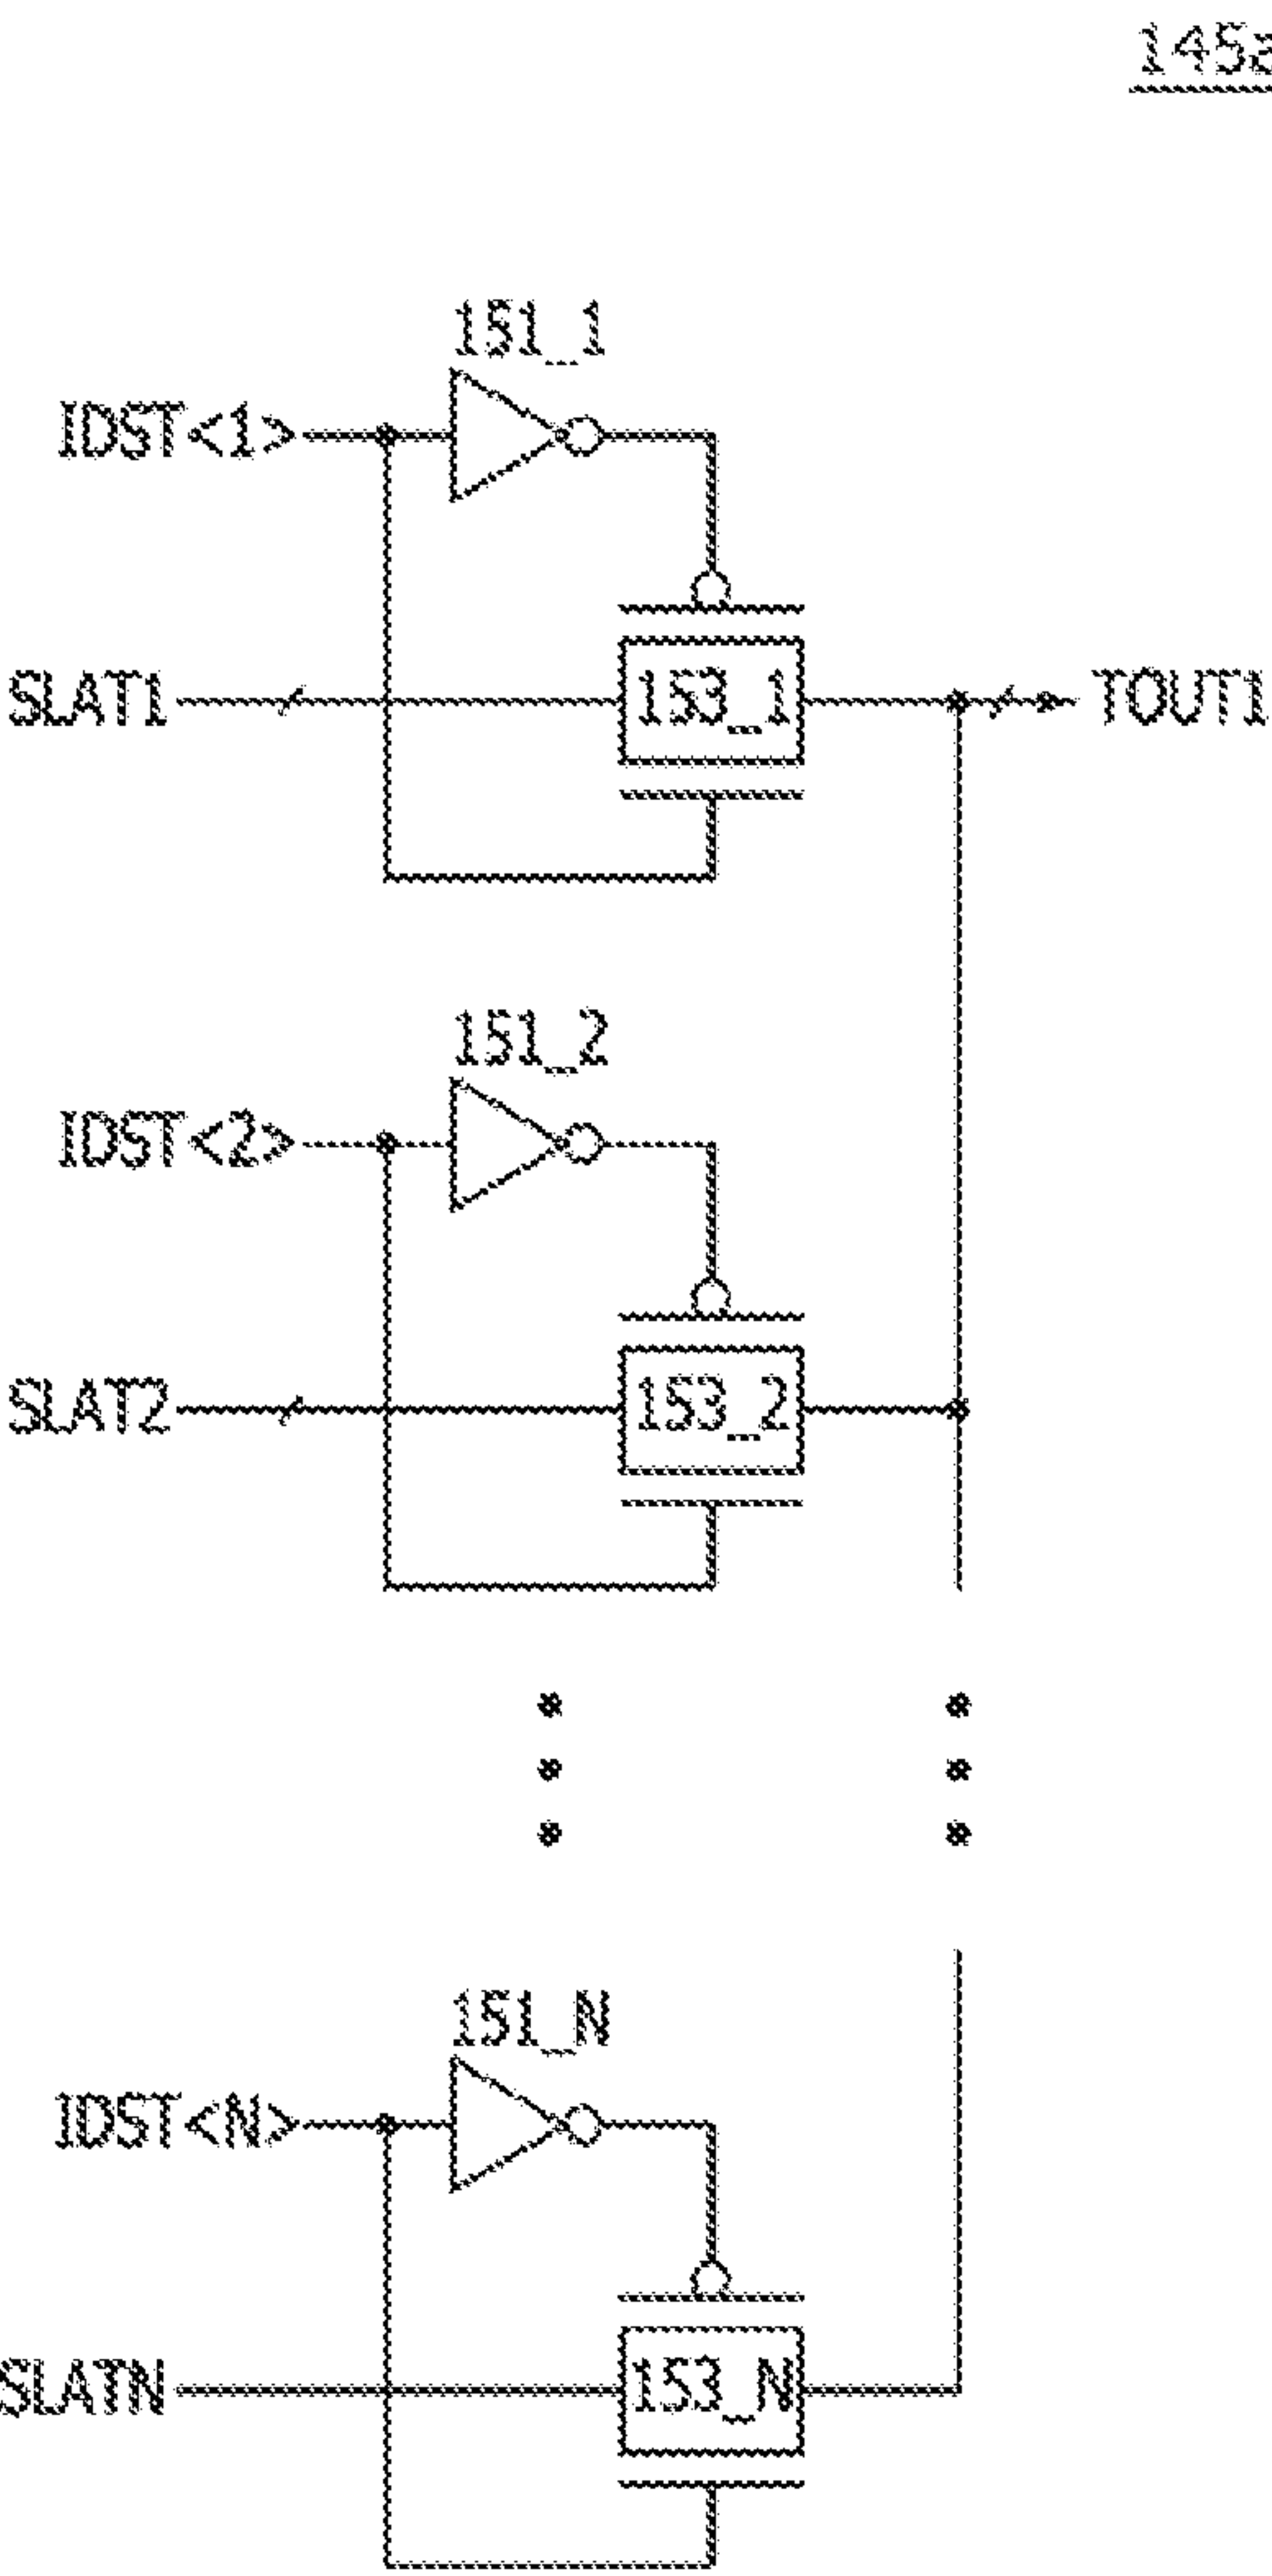 145a
151_1
IDST<1>
SLAT1
153_1
TOUT1
151_2
IDST<2>
SLAT2
153_2
151_N
IDST<N>
SLATN
153_N